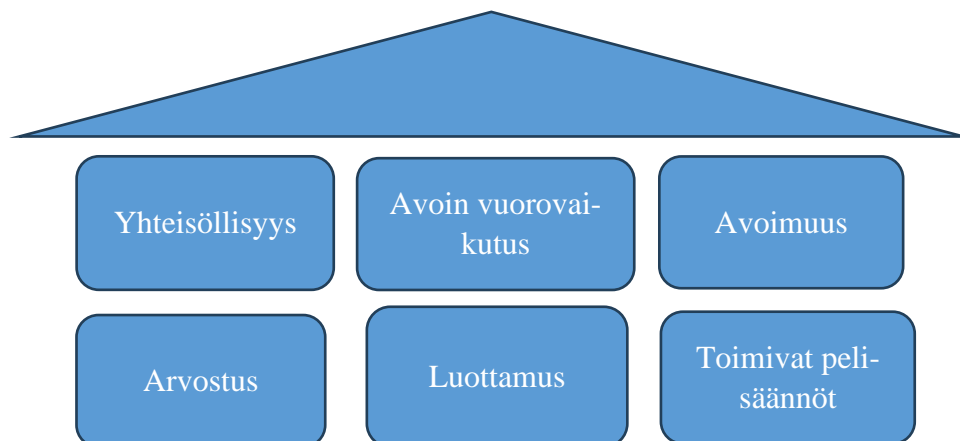 Yhteisöllisyys
Avoin vuorovai-
kutus
Avoimuus
Arvostus
Luottamus
Toimivat peli-
säännöt